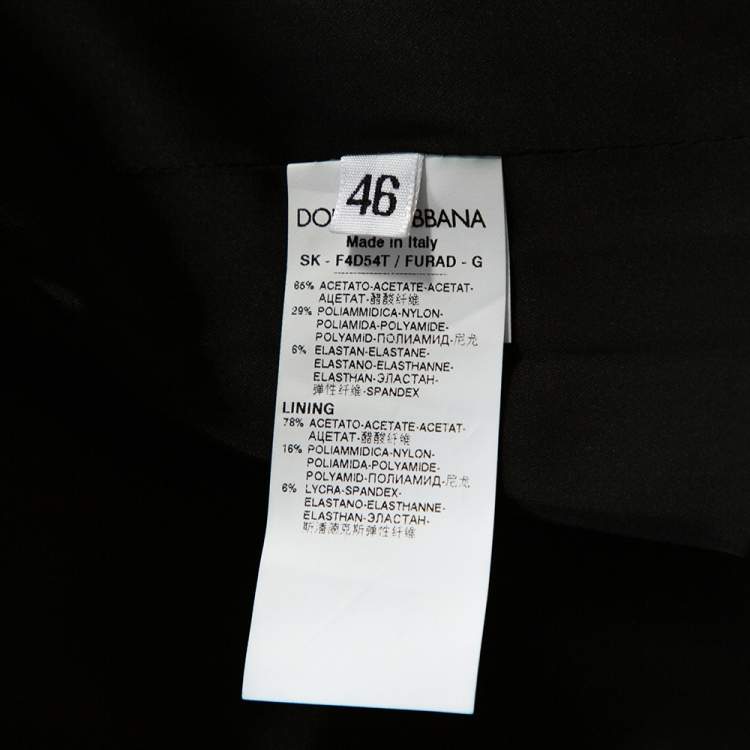 46
DO BBANA
Made in Italy
SK - F4D54T / FURAD - G
65% ACETATO-ACETATE-ACETAT-
АЦЕТАТ-醋酸纤维
29% POLIAMMIDICA-NYLON-
POLIAMIDA-POLYAMIDE-
POLYAMID-ПОЛИАМИД-尼龙
6% ELASTAN-ELASTANE-
ELASTANO-ELASTHANNE-
ELASTHAN-ЭЛАСТАН-
弹性纤维-SPANDEX
LINING
78% ACETATO-ACETATE-ACETAT-
АЦЕТАТ-醋酸纤维
16% POLIAMMIDICA-NYLON-
POLIAMIDA-POLYAMIDE-
POLYAMID-ПОЛИАМИД-尼龙
6% LYCRA-SPANDEX-
ELASTANO-ELASTHANNE-
ELASTHAN-ЭЛАСТАН-
斯潘德克斯弹性纤维